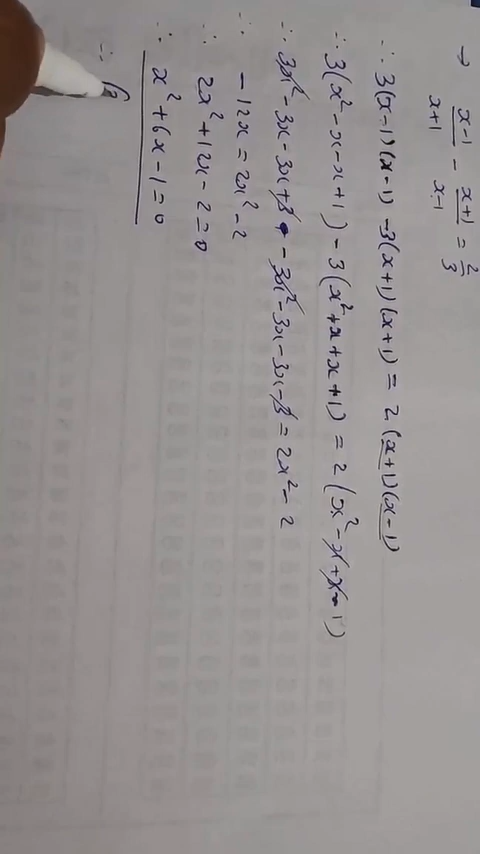 → x-1/x+1 - x+1/x-1 = 2/3
∴ 3(x-1)(x-1) -3(x+1)(x+1) = 2(x+1)(x-1)
∴ 3(x²-x-x+1) - 3(x²+x+x+1) = 2(x²-x+x-1)
∴ 3x²-3x-3x+3 - 3x²-3x-3x-3 = 2x²-2
∴ -12x = 2x²-2
∴ 2x²+12x-2=0
∴ x²+6x-1=0
∴